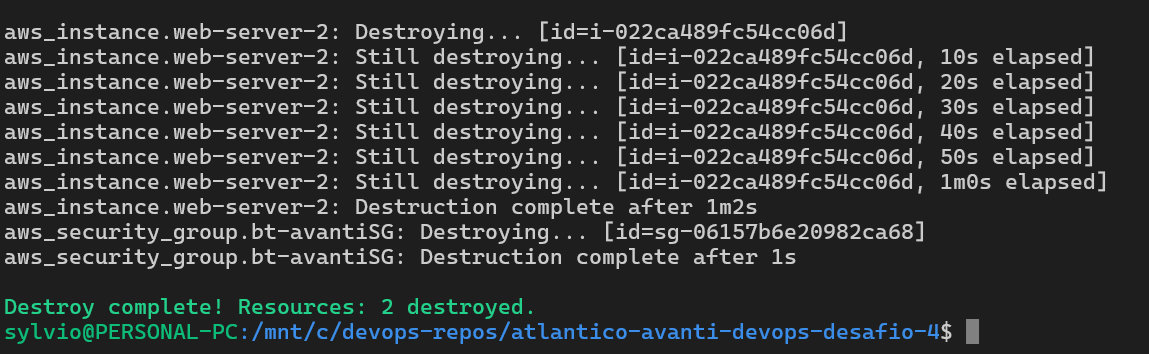 aws_instance.web-server-2: Destroying... [id=i-022ca489fc54cc06d]
aws_instance.web-server-2: Still destroying... [id=i-022ca489fc54cc06d, 10s elapsed]
aws_instance.web-server-2: Still destroying... [id=i-022ca489fc54cc06d, 20s elapsed]
aws_instance.web-server-2: Still destroying... [id=i-022ca489fc54cc06d, 30s elapsed]
aws_instance.web-server-2: Still destroying... [id=i-022ca489fc54cc06d, 40s elapsed]
aws_instance.web-server-2: Still destroying... [id=i-022ca489fc54cc06d, 50s elapsed]
aws_instance.web-server-2: Still destroying... [id=i-022ca489fc54cc06d, 1m0s elapsed]
aws_instance.web-server-2: Destruction complete after 1m2s
aws_security_group.bt-avantiSG: Destroying... [id=sg-06157b6e20982ca68]
aws_security_group.bt-avantiSG: Destruction complete after 1s
Destroy complete! Resources: 2 destroyed.
sylvio@PERSONAL-PC:/mnt/c/devops-repos/atlantico-avanti-devops-desafio-4$